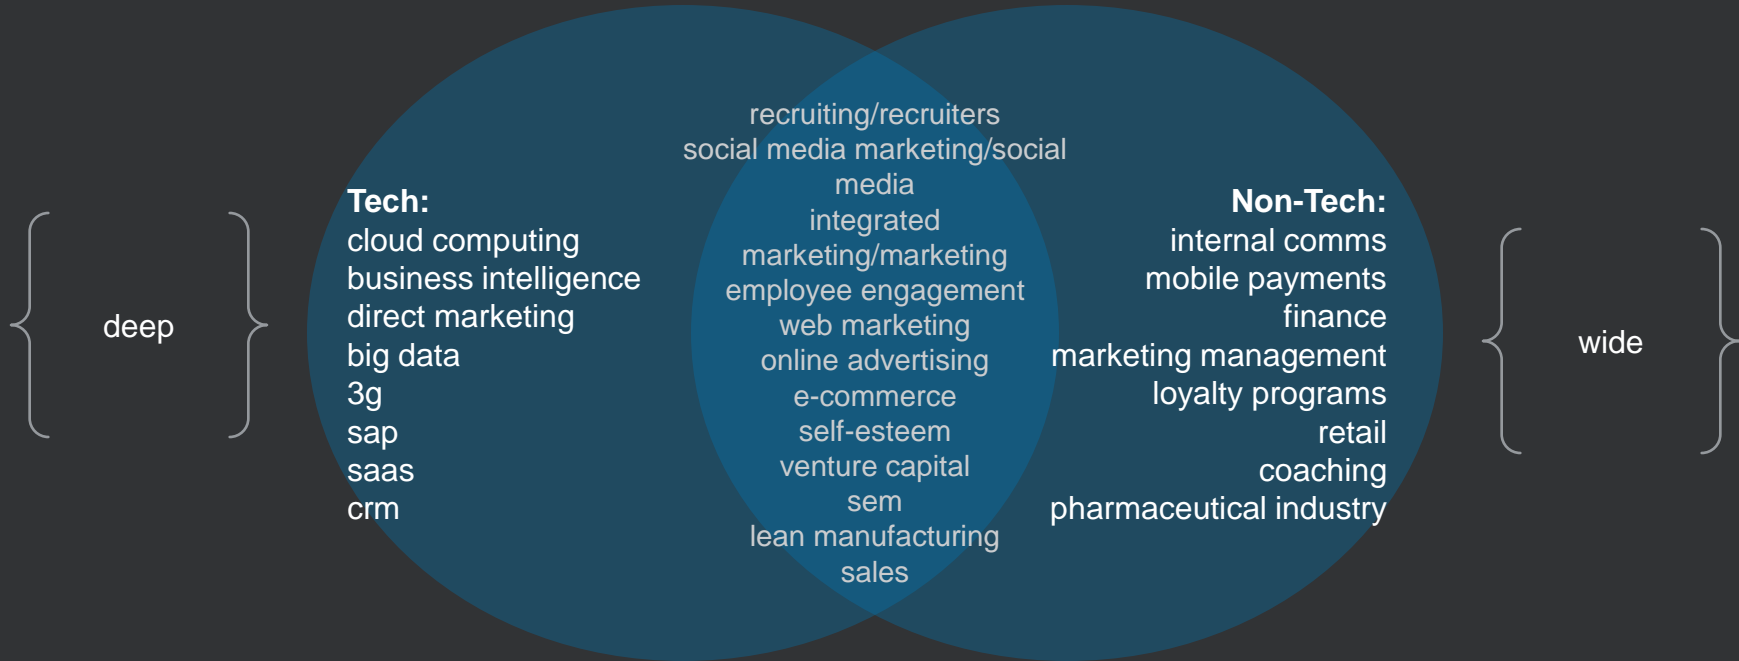 deep
Tech:
cloud computing
business intelligence
direct marketing
big data
3g
sap
saas
crm
recruiting/recruiters
social media marketing/social
media
integrated
marketing/marketing
employee engagement
web marketing
online advertising
e-commerce
self-esteem
venture capital
sem
lean manufacturing
sales
Non-Tech:
internal comms
mobile payments
finance
marketing management
loyalty programs
retail
coaching
pharmaceutical industry
wide